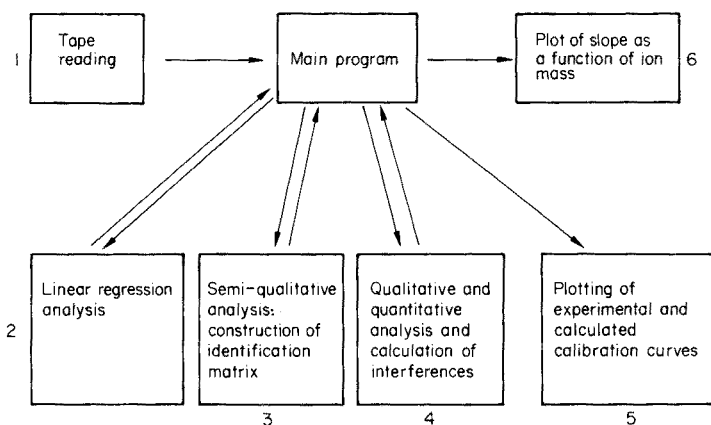 1
Tape
reading
Main program
Plot of slope as
a function of ion
mass
6
2
Linear regression
analysis
Semi-qualitative
analysis:
construction of
identification
matrix
3
Qualitative and
quantitative
analysis and
calculation of
interferences
4
Plotting of
experimental and
calculated
calibration curves
5